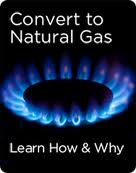 Convert to
Natural Gas
Learn How & Why